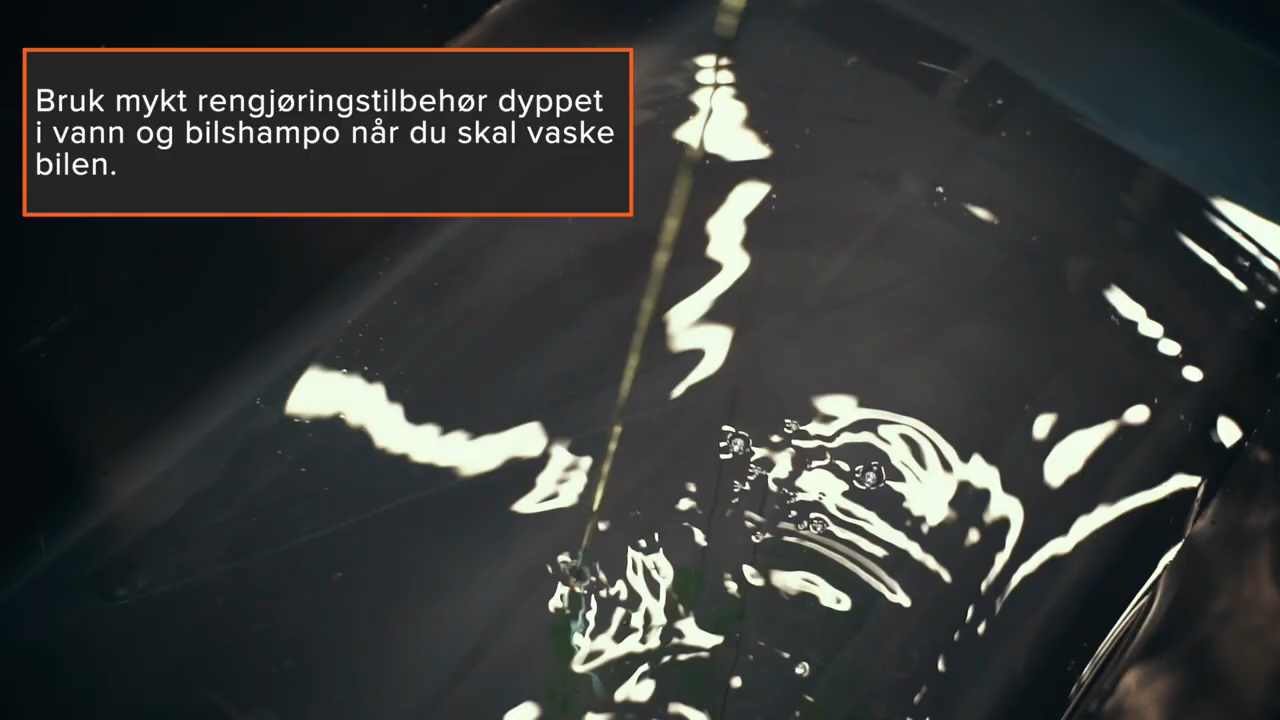 Bruk mykt rengjøringstilbehør dyppet
i vann og bilshampo når du skal vaske
bilen.